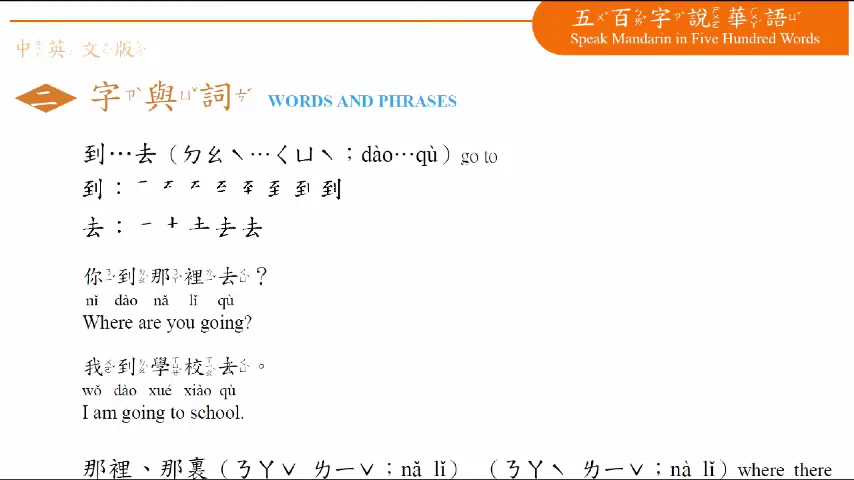 五百字說華語
Speak Mandarin in Five Hundred Words
中英文版
二 字與詞 WORDS AND PHRASES
到…去（ㄉㄠˋ…ㄑㄩˋ；dào…qù）go to
到：
去：
你到那裡去？
nǐ dào nǎ lǐ qù
Where are you going?
我到學校去。
wǒ dào xué xiào qù
I am going to school.
那裡、那裏（ㄋㄚˇ ㄌㄧˇ；nǎ lǐ）（ㄋㄚˋ ㄌㄧˇ；nà lǐ）where there